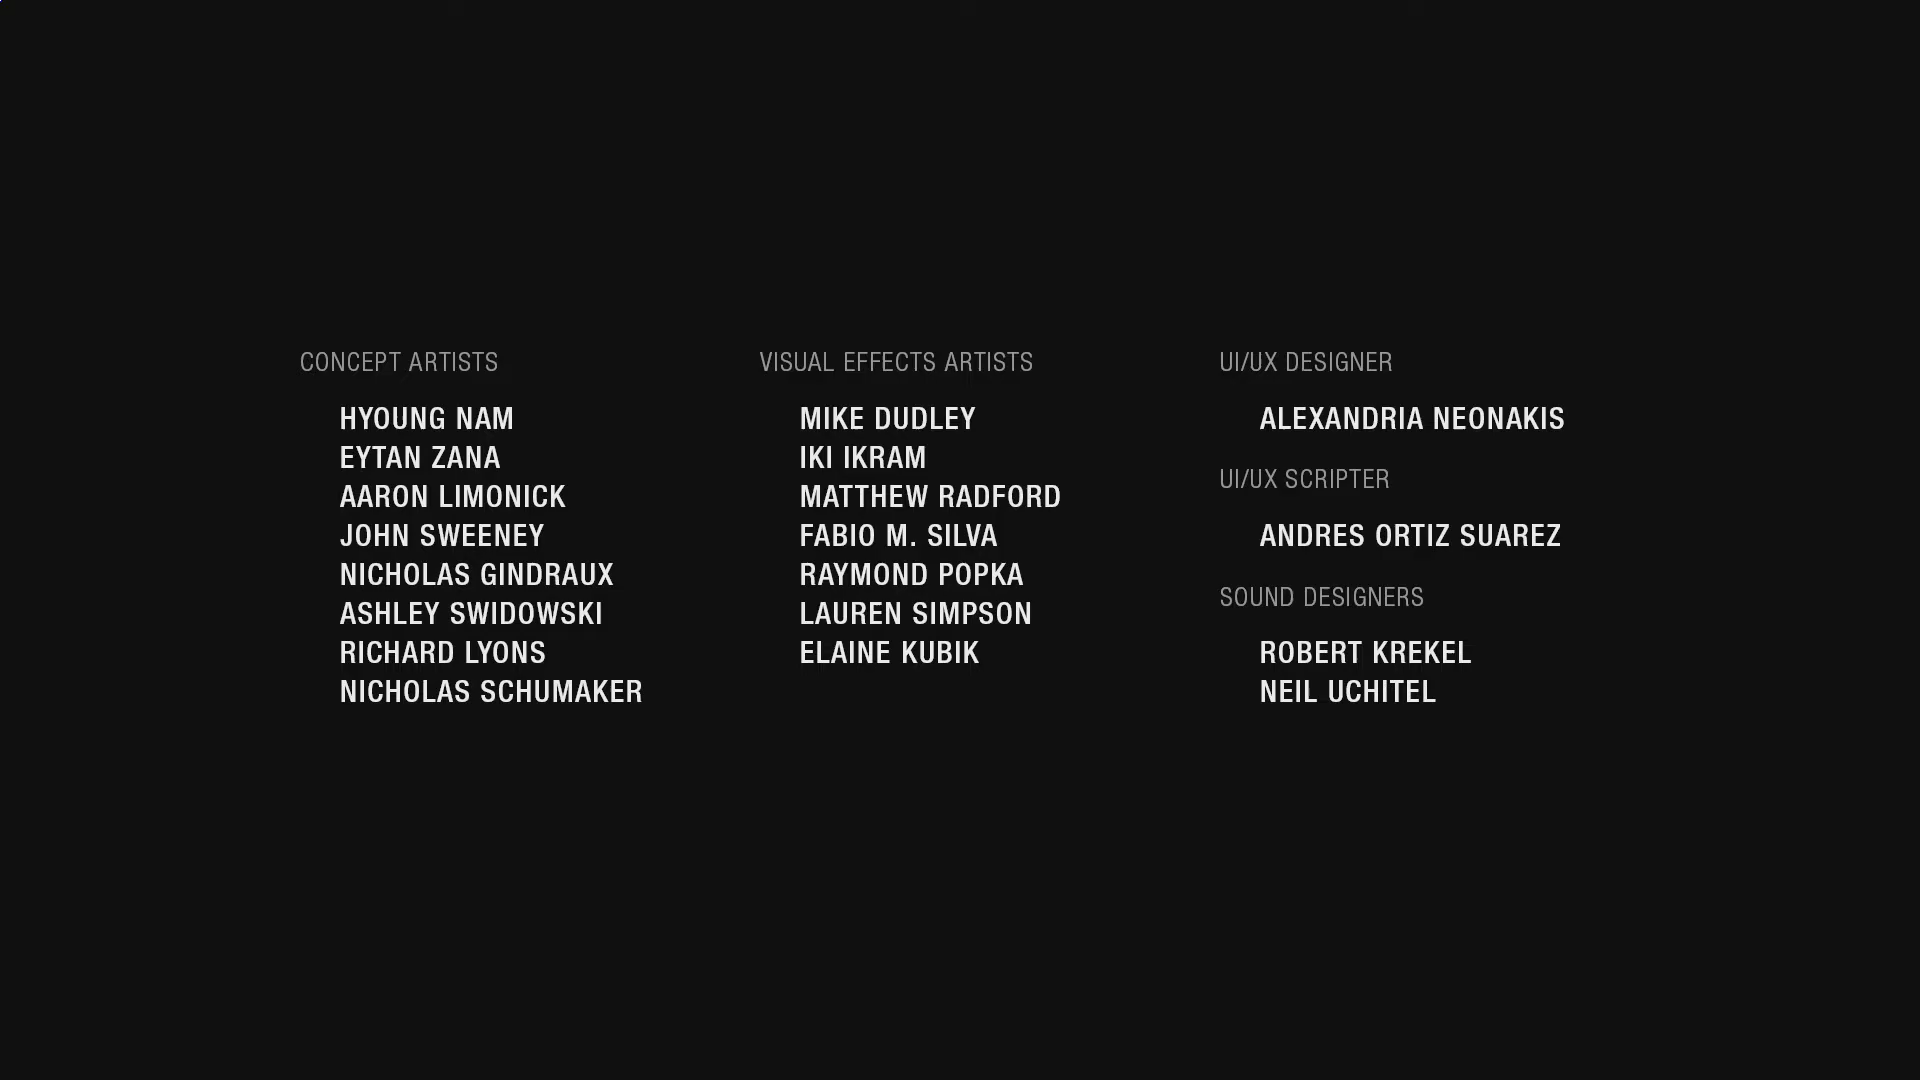 CONCEPT ARTISTS
HYOUNG NAM
EYTAN ZANA
AARON LIMONICK
JOHN SWEENEY
NICHOLAS GINDRAUX
ASHLEY SWIDOWSKI
RICHARD LYONS
NICHOLAS SCHUMAKER
VISUAL EFFECTS ARTISTS
MIKE DUDLEY
IKI IKRAM
MATTHEW RADFORD
FABIO M. SILVA
RAYMOND POPKA
LAUREN SIMPSON
ELAINE KUBIK
UI/UX DESIGNER
ALEXANDRIA NEONAKIS
UI/UX SCRIPTER
ANDRES ORTIZ SUAREZ
SOUND DESIGNERS
ROBERT KREKEL
NEIL UCHITEL